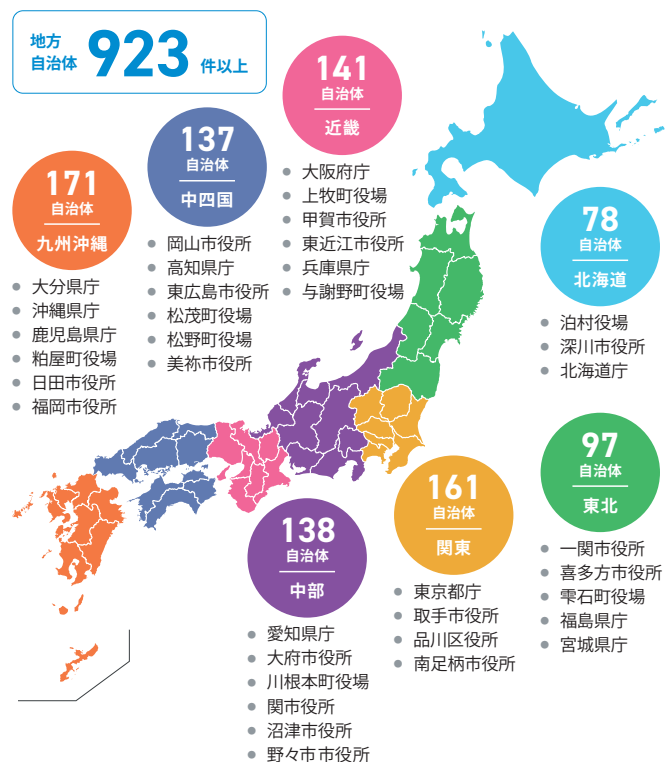 地方
自治体 923 件以上
141
自治体
近畿
大阪府庁
上牧町役場
甲賀市役所
東近江市役所
兵庫県庁
与謝野町役場
137
自治体
中四国
岡山市役所
高知県庁
東広島市役所
松茂町役場
松野町役場
美祢市役所
171
自治体
九州沖縄
大分県庁
沖縄県庁
鹿児島県庁
粕屋町役場
日田市役所
福岡市役所
78
自治体
北海道
泊村役場
深川市役所
北海道庁
97
自治体
東北
一関市役所
喜多方市役所
雫石町役場
福島県庁
宮城県庁
161
自治体
関東
東京都庁
取手市役所
品川区役所
南足柄市役所
138
自治体
中部
愛知県庁
大府市役所
川根本町役場
関市役所
沼津市役所
野々市市役所